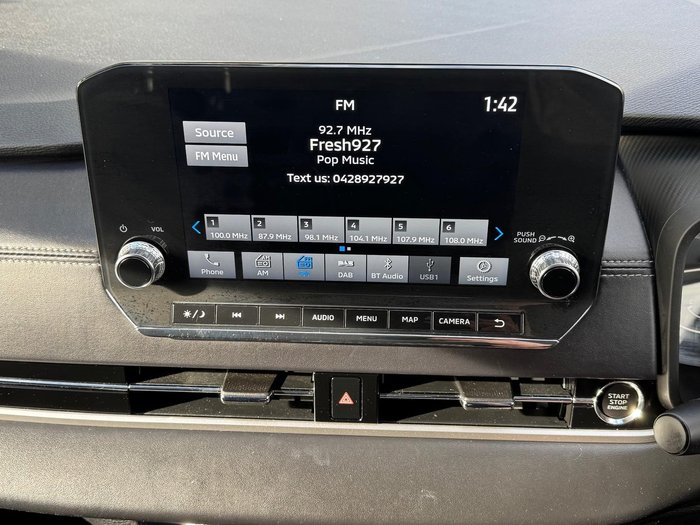 FM
1:42
Source
FM Menu
92.7 MHz
Fresh927
Pop Music
Text us: 0428927927
VOL
PUSH
SOUND
1 2 3 4 5 6
100.0 MHz 87.9 MHz 98.1 MHz 104.1 MHz 107.9 MHz 108.0 MHz
Phone AM FM DAB BT Audio USB1 Settings
AUDIO MENU MAP CAMERA
START
STOP
ENGINE